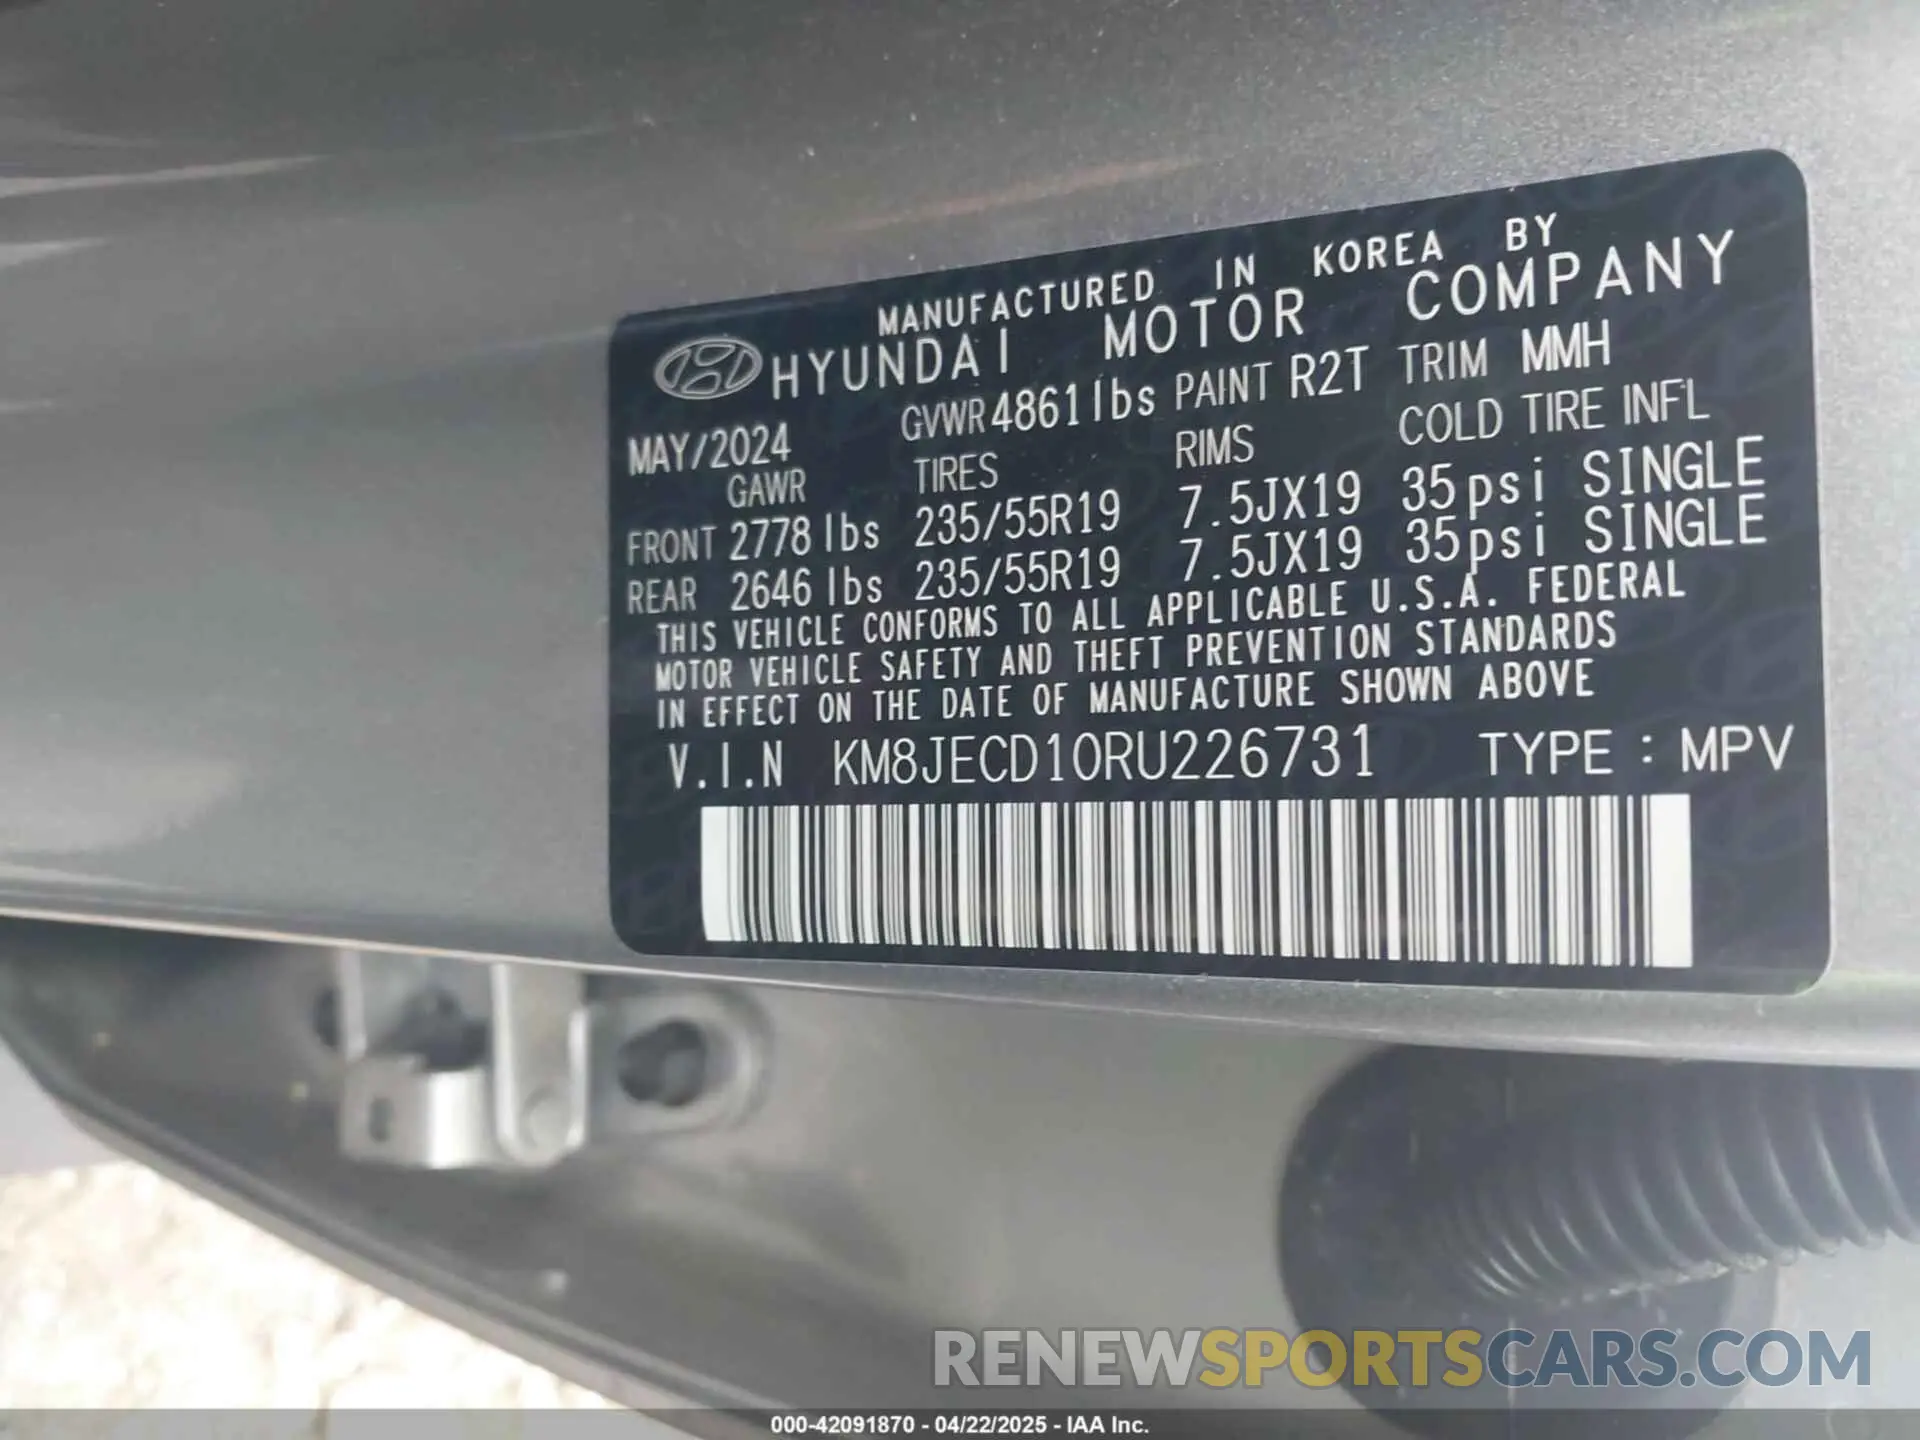 MANUFACTURED IN KOREA BY
HYUNDAI MOTOR COMPANY
MAY/2024 GVWR 4861lbs PAINT R2T TRIM MMH
GAWR TIRES RIMS COLD TIRE INFL
FRONT 2778 lbs 235/55R19 7.5JX19 35psi SINGLE
REAR 2646 lbs 235/55R19 7.5JX19 35psi SINGLE
THIS VEHICLE CONFORMS TO ALL APPLICABLE U.S.A. FEDERAL
MOTOR VEHICLE SAFETY AND THEFT PREVENTION STANDARDS
IN EFFECT ON THE DATE OF MANUFACTURE SHOWN ABOVE
V.I.N KM8JECD10RU226731 TYPE : MPV
RENEWSPORTSCARS.COM
000-42091870 - 04/22/2025 - IAA Inc.